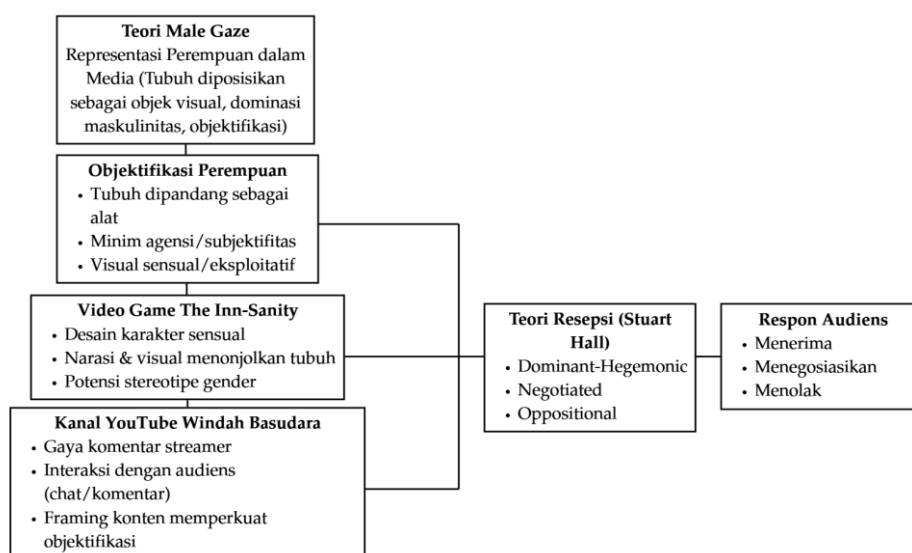 Teori Male Gaze
Representasi Perempuan dalam
Media (Tubuh diposisikan
sebagai objek visual, dominasi
maskulinitas, objektifikasi)
Objektifikasi Perempuan
• Tubuh dipandang sebagai
alat
• Minim agensi/subjektifitas
• Visual sensual/eksploitatif
Video Game The Inn-Sanity
• Desain karakter sensual
• Narasi & visual menonjolkan tubuh
• Potensi stereotipe gender
Kanal YouTube Windah Basudara
• Gaya komentar streamer
• Interaksi dengan audiens
(chat/komentar)
• Framing konten memperkuat
objektifikasi
Teori Resepsi (Stuart
Hall)
• Dominant-Hegemonic
• Negotiated
• Oppositional
Respon Audiens
• Menerima
• Menegosiasikan
• Menolak